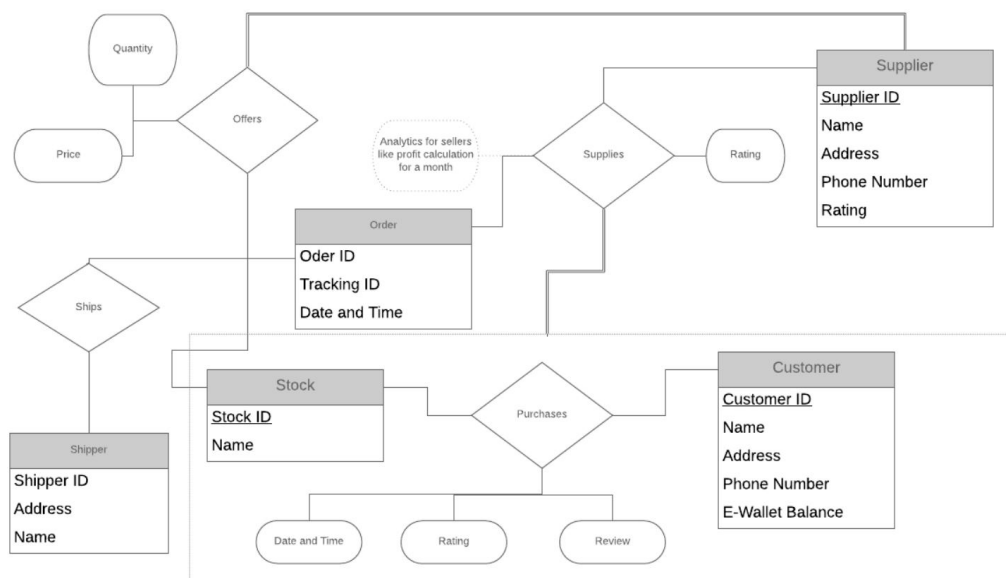 Quantity
Offers
Price
Supplier
Supplier ID
Name
Address
Phone Number
Rating
Analytics for sellers
like profit calculation
for a month
Supplies
Rating
Order
Oder ID
Tracking ID
Date and Time
Ships
Stock
Stock ID
Name
Purchases
Customer
Customer ID
Name
Address
Phone Number
E-Wallet Balance
Shipper
Shipper ID
Address
Name
Date and Time
Rating
Review